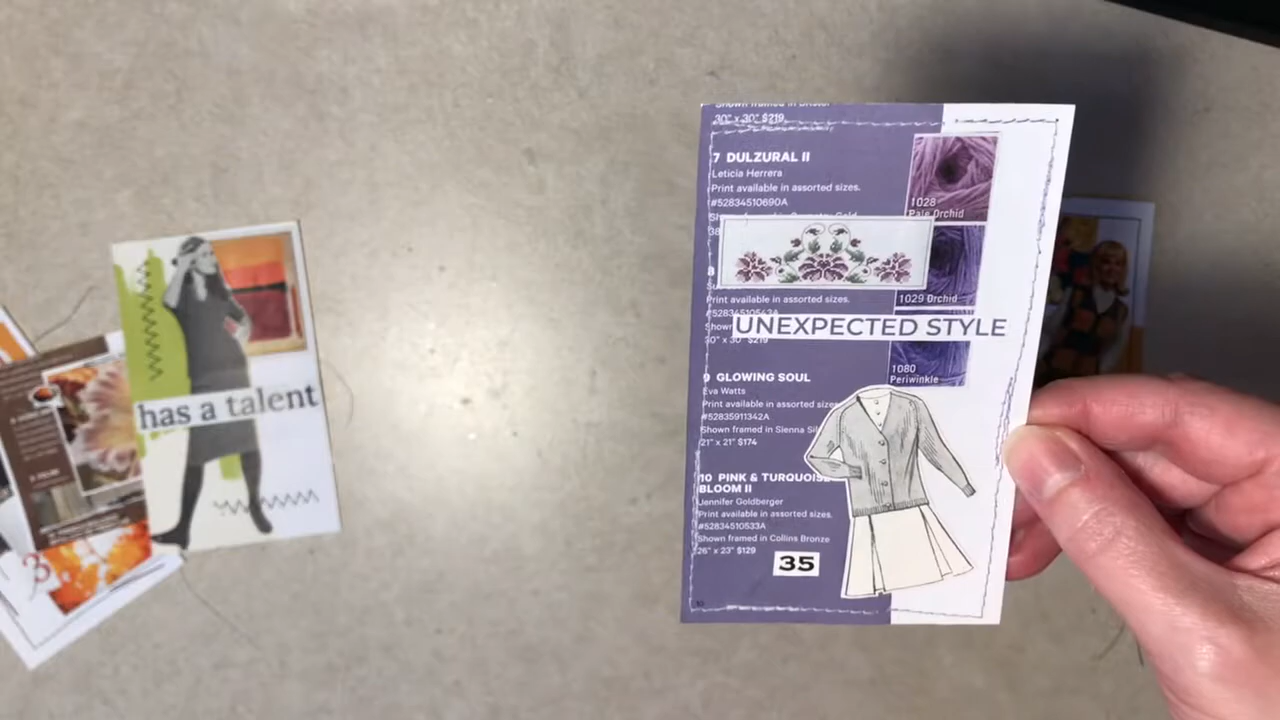 has a talent
3
30" x 30" $219
7 DULZURAL II
Leticia Herrera
Print available in assorted sizes.
#52834510690A
38
8
Print available in assorted sizes.
30" x 30" $219
9 GLOWING SOUL
Eva Watts
Print available in assorted sizes
#52835911342A
Shown framed in Sienna
21" x 21" $174
10 PINK & TURQUOISE
BLOOM II
Jennifer Goldberger
Print available in assorted sizes.
#52834510533A
Shown framed in Collins Bronze
26" x 23" $129
1028
Pale Orchid
1029 Orchid
UNEXPECTED STYLE
1080
Periwinkle
35